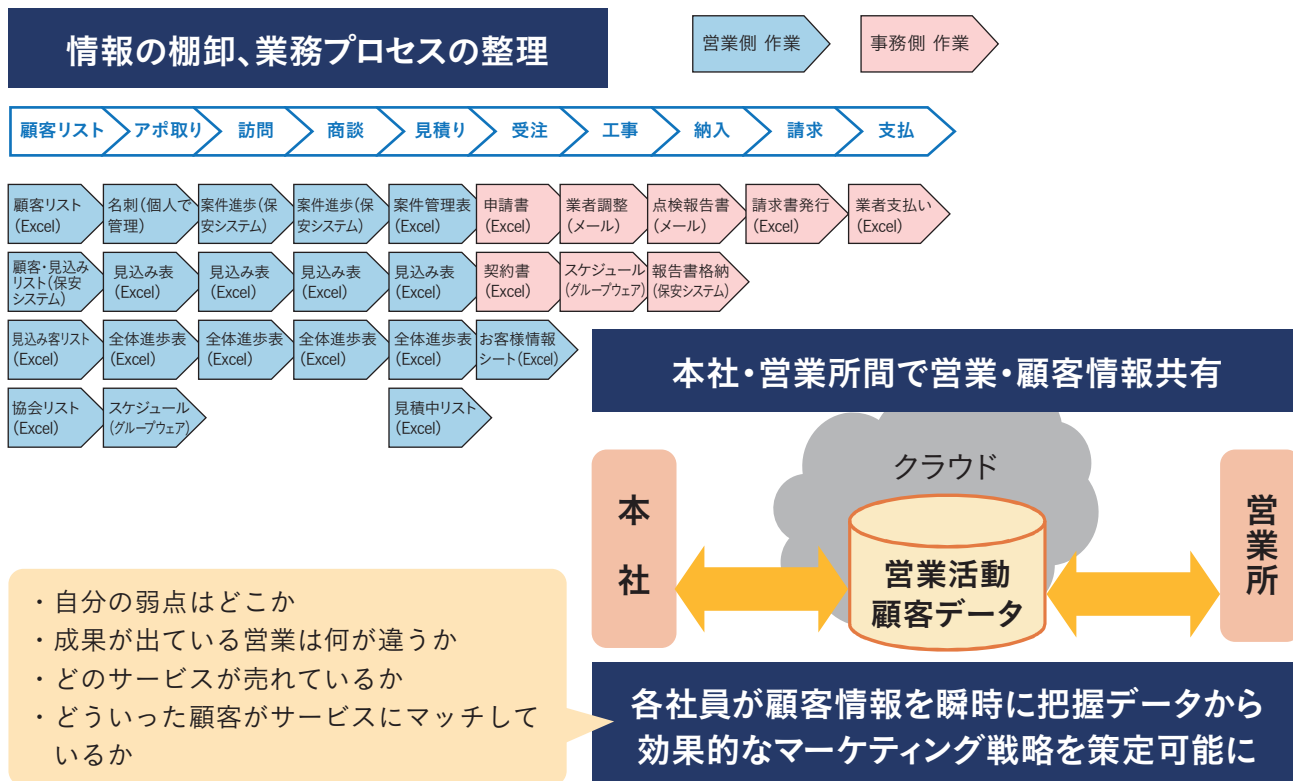 情報の棚卸、業務プロセスの整理
営業側 作業
事務側 作業
顧客リスト
アポ取り
訪問
商談
見積り
受注
工事
納入
請求
支払
顧客リスト
(Excel)
名刺(個人で
管理)
案件進歩(保
安システム)
案件進歩(保
安システム)
案件管理表
(Excel)
申請書
(Excel)
業者調整
(メール)
点検報告書
(メール)
請求書発行
(Excel)
業者支払い
(Excel)
顧客・見込み
リスト(保安
システム)
見込み表
(Excel)
見込み表
(Excel)
見込み表
(Excel)
見込み表
(Excel)
契約書
(Excel)
スケジュール
(グループウェア)
報告書格納
(保安システム)
見込み客リスト
(Excel)
全体進歩表
(Excel)
全体進歩表
(Excel)
全体進歩表
(Excel)
全体進歩表
(Excel)
お客様情報
シート(Excel)
協会リスト
(Excel)
スケジュール
(グループウェア)
見積中リスト
(Excel)
本社・営業所間で営業・顧客情報共有
クラウド
本社
営業活動
顧客データ
営業所
・自分の弱点はどこか
・成果が出ている営業は何が違うか
・どのサービスが売れているか
・どういった顧客がサービスにマッチして
いるか
各社員が顧客情報を瞬時に把握データから
効果的なマーケティング戦略を策定可能に